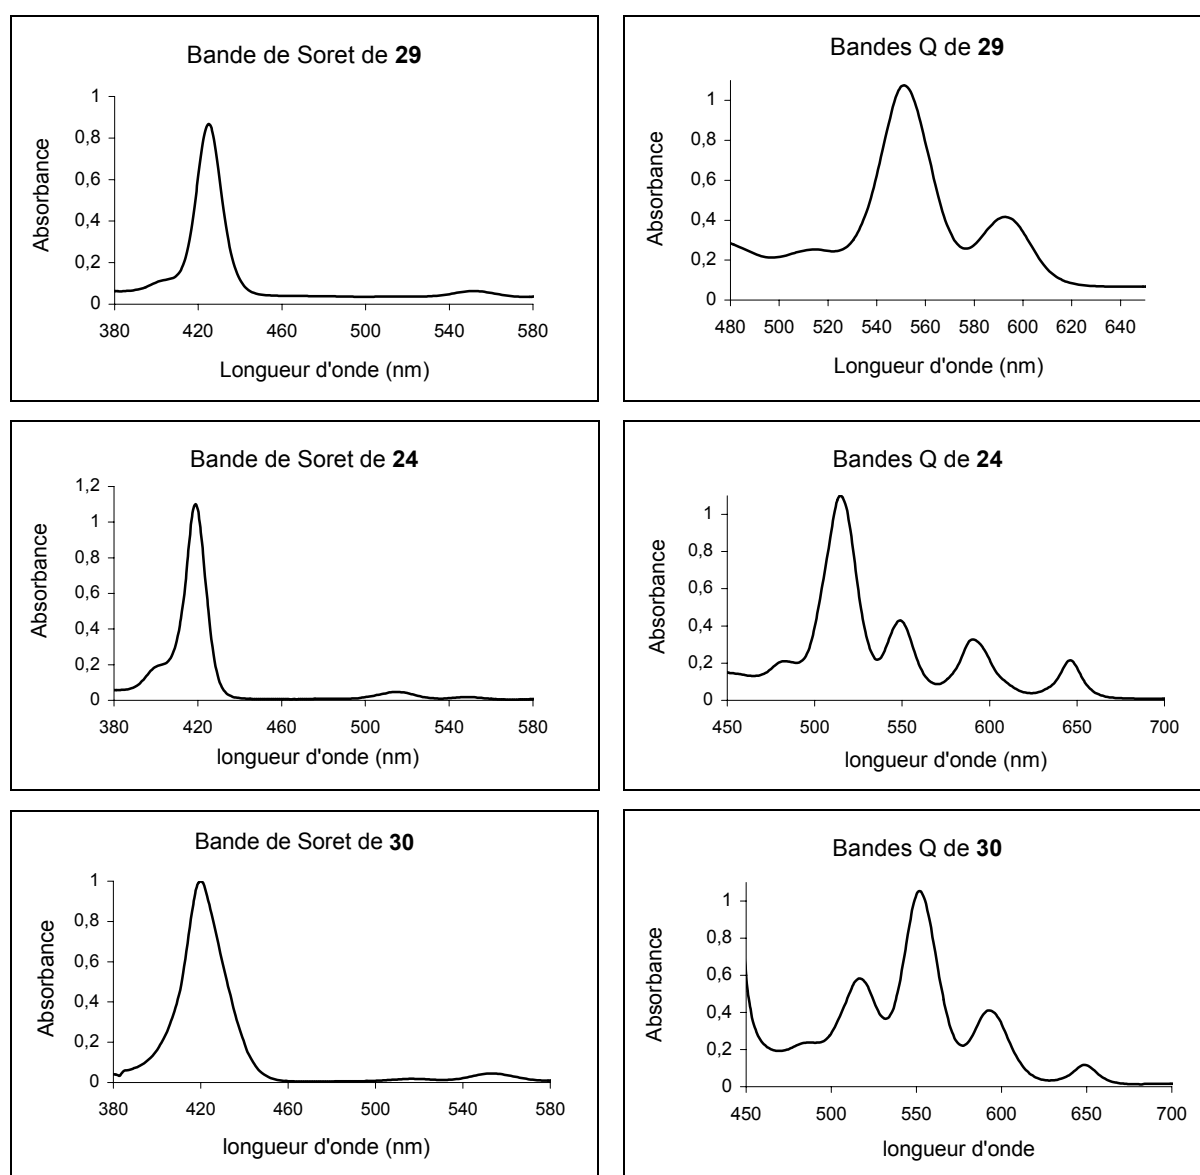 Bande de Soret de 29
Absorbance
1
0,8
0,6
0,4
0,2
0
380 420 460 500 540 580
Longueur d'onde (nm)
Bandes Q de 29
Absorbance
1
0,8
0,6
0,4
0,2
0
480 500 520 540 560 580 600 620 640
Longueur d'onde (nm)
Bande de Soret de 24
Absorbance
1,2
1
0,8
0,6
0,4
0,2
0
380 420 460 500 540 580
longueur d'onde (nm)
Bandes Q de 24
Absorbance
1
0,8
0,6
0,4
0,2
0
450 500 550 600 650 700
longueur d'onde (nm)
Bande de Soret de 30
Absorbance
1
0,8
0,6
0,4
0,2
0
380 420 460 500 540 580
longueur d'onde (nm)
Bandes Q de 30
Absorbance
1
0,8
0,6
0,4
0,2
0
450 500 550 600 650 700
longueur d'onde